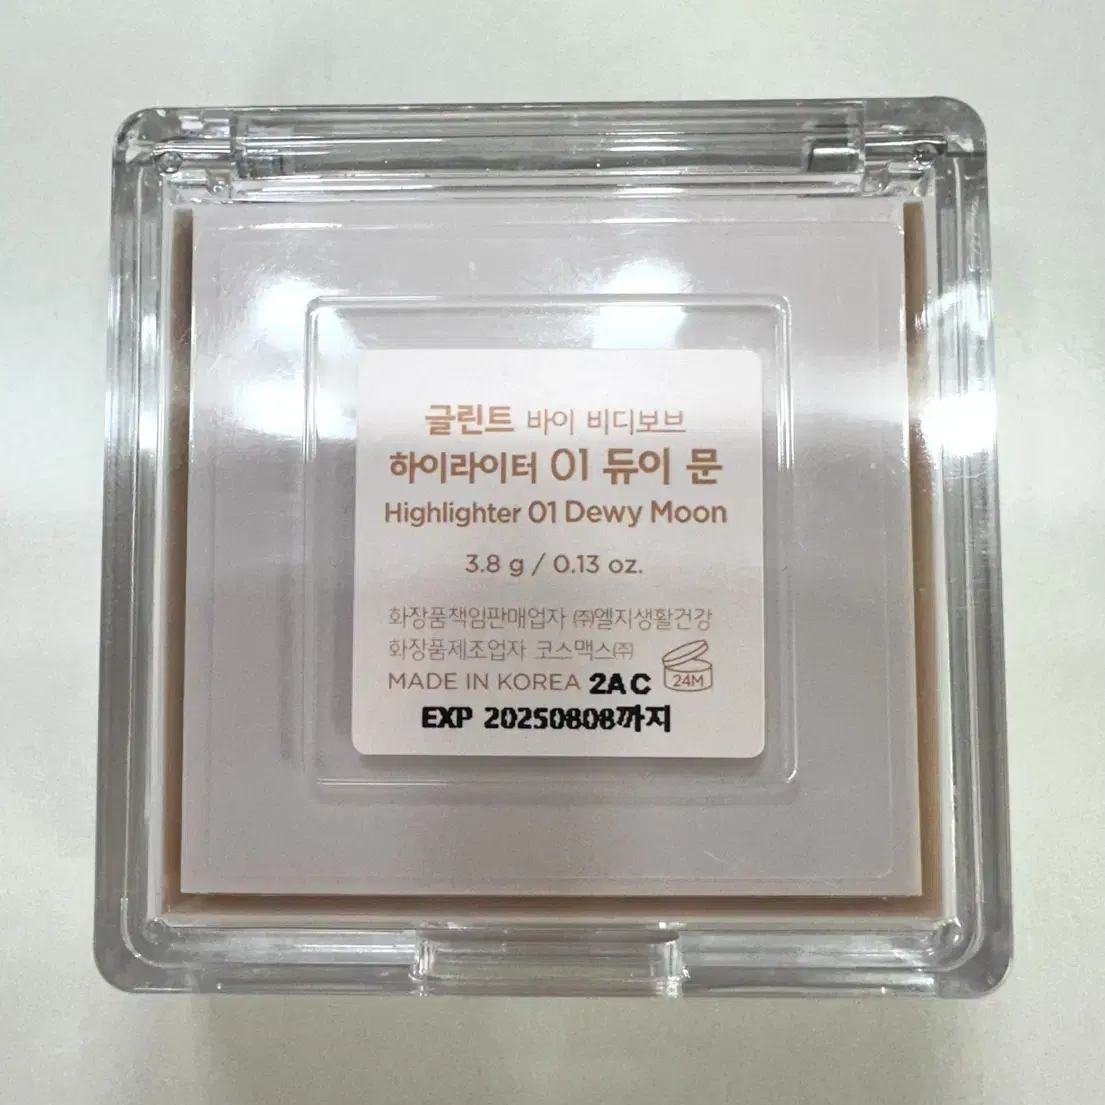 글린트 바이 비디보브
하이라이터 01 듀이 문
Highlighter 01 Dewy Moon
3.8 g / 0.13 oz.
화장품책임판매업자 ㈜엘지생활건강
화장품제조업자 코스맥스㈜
MADE IN KOREA 2AC 24M
EXP 20250808까지